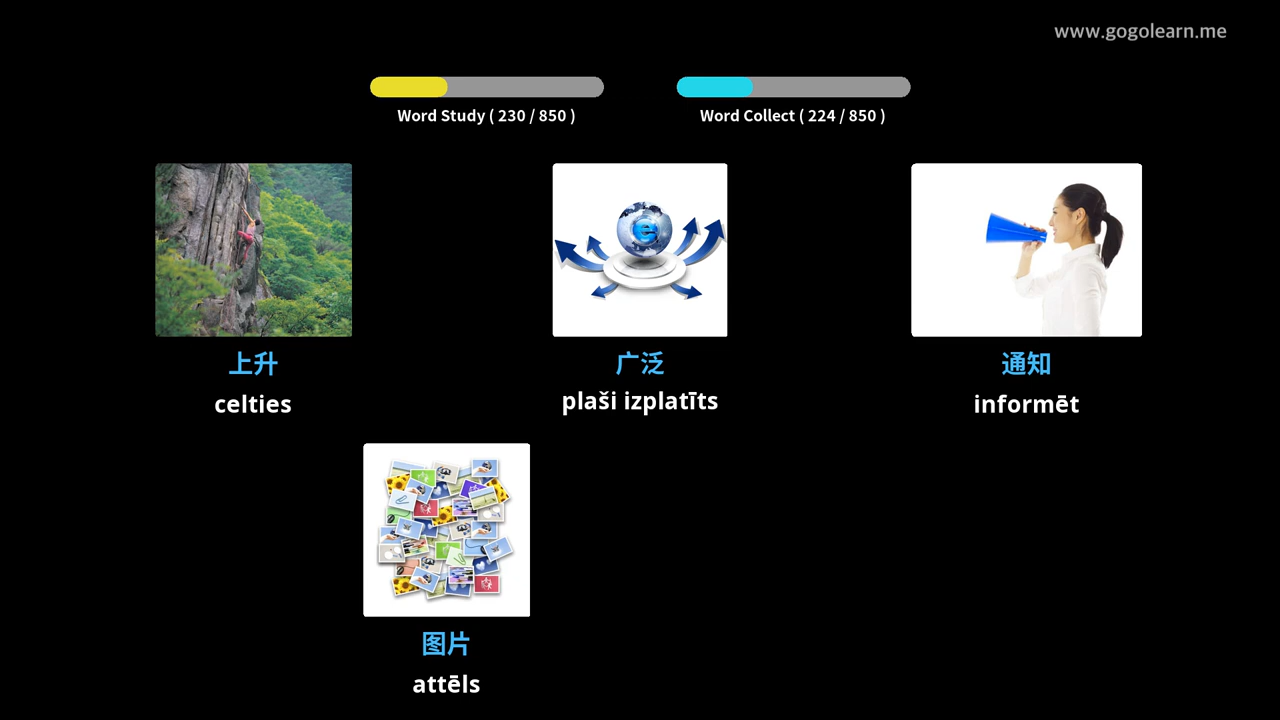 www.gogolearn.me
Word Study ( 230 / 850 )
Word Collect ( 224 / 850 )
上升
广泛
通知
celties
plaši izplatīts
informēt
图片
attēls